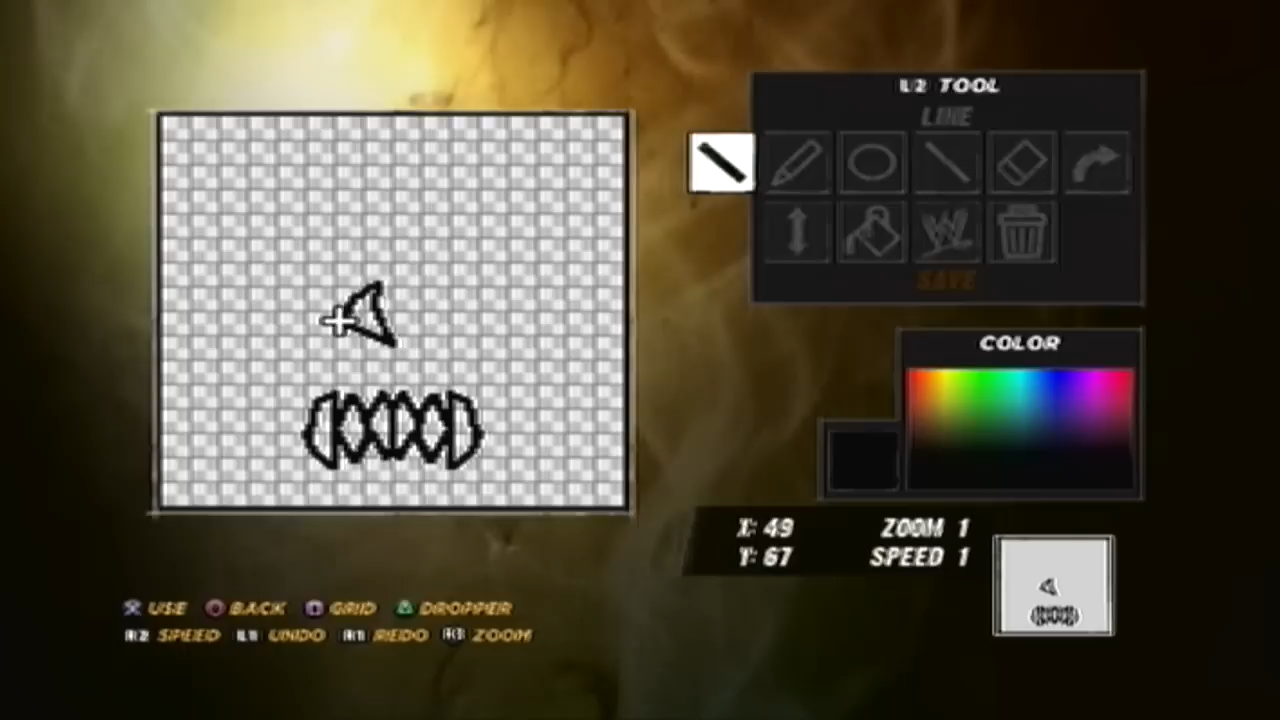 L2 TOOL
LINE
SAVE
COLOR
X: 49 ZOOM 1
Y: 67 SPEED 1
USE BACK GRID DROPPER
R2 SPEED L1 UNDO R1 REDO R3 ZOOM